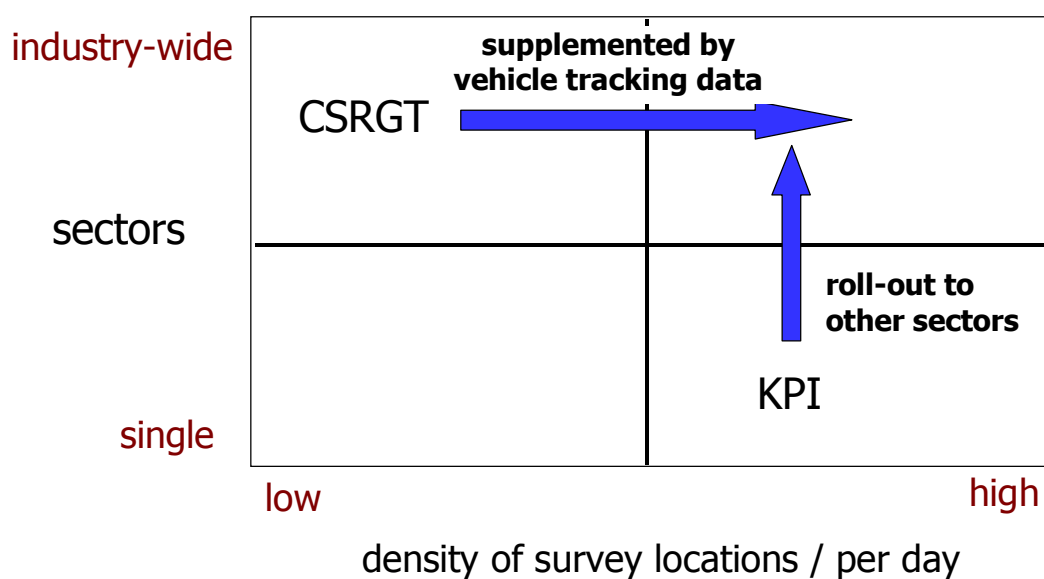 industry-wide
supplemented by
vehicle tracking data
CSRGT
sectors
roll-out to
other sectors
KPI
single
low
high
density of survey locations / per day